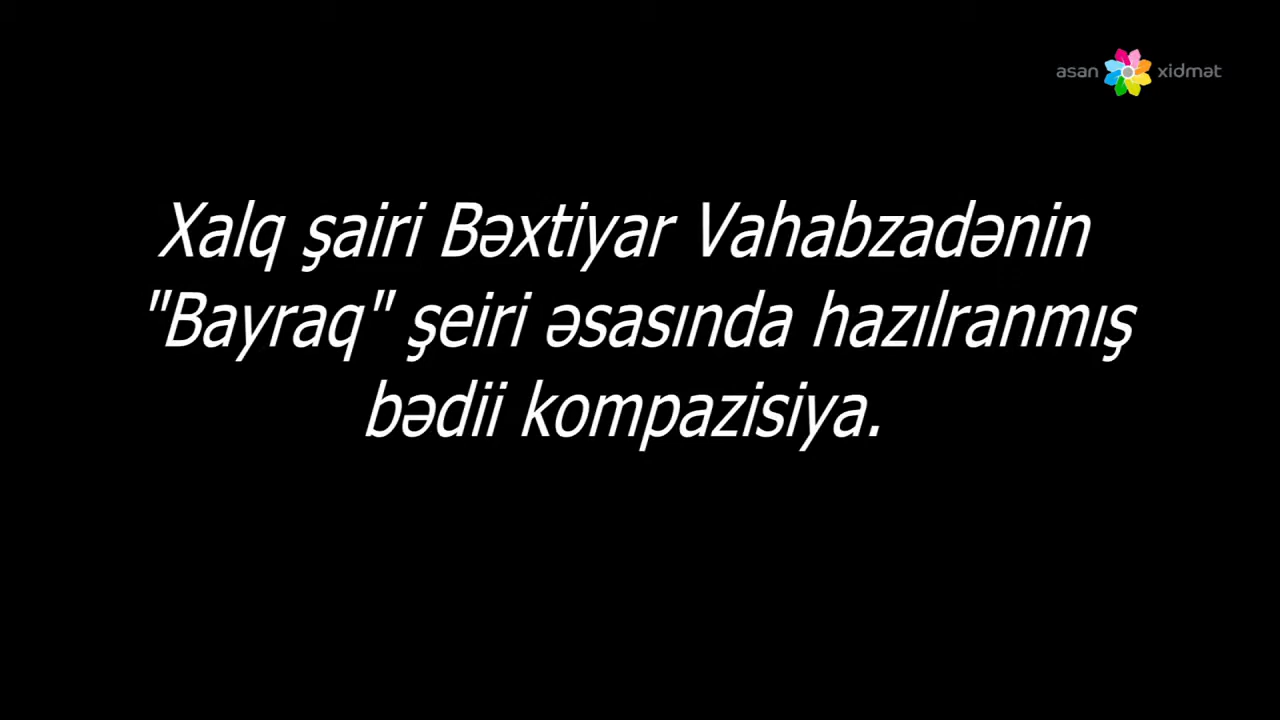 asan xidmət
Xalq şairi Bəxtiyar Vahabzadənin
"Bayraq" şeiri əsasında hazılranmış
bədii kompazisiya.